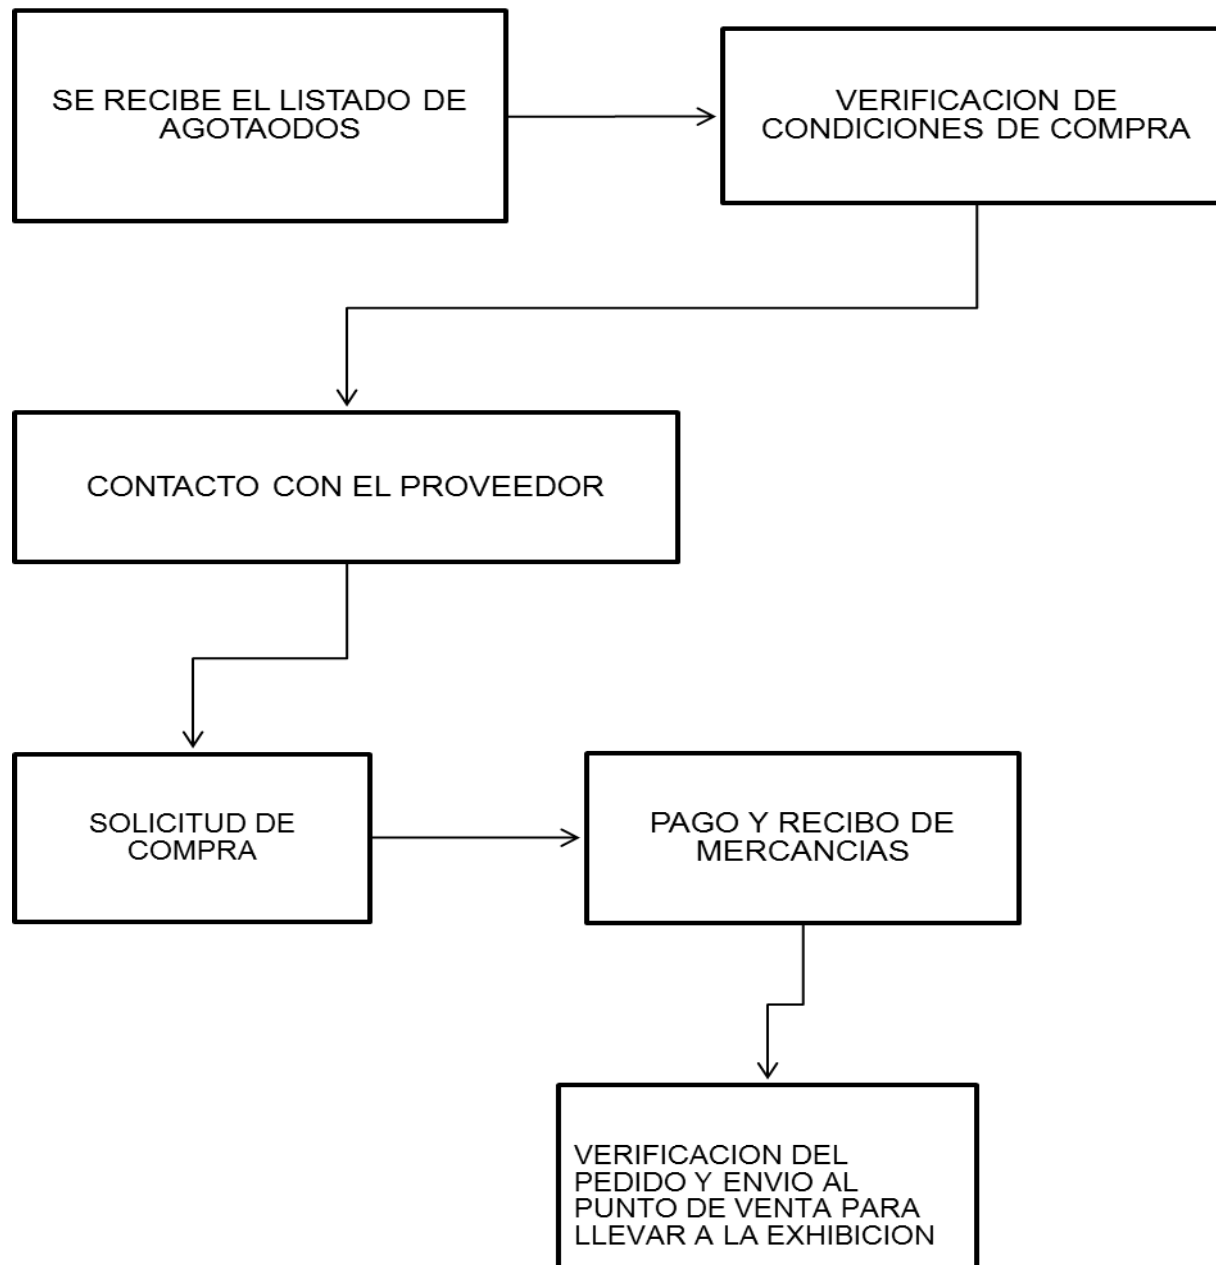 SE RECIBE EL LISTADO DE
AGOTAODOS
VERIFICACION DE
CONDICIONES DE COMPRA
CONTACTO CON EL PROVEEDOR
SOLICITUD DE
COMPRA
PAGO Y RECIBO DE
MERCANCIAS
VERIFICACION DEL
PEDIDO Y ENVIO AL
PUNTO DE VENTA PARA
LLEVAR A LA EXHIBICION